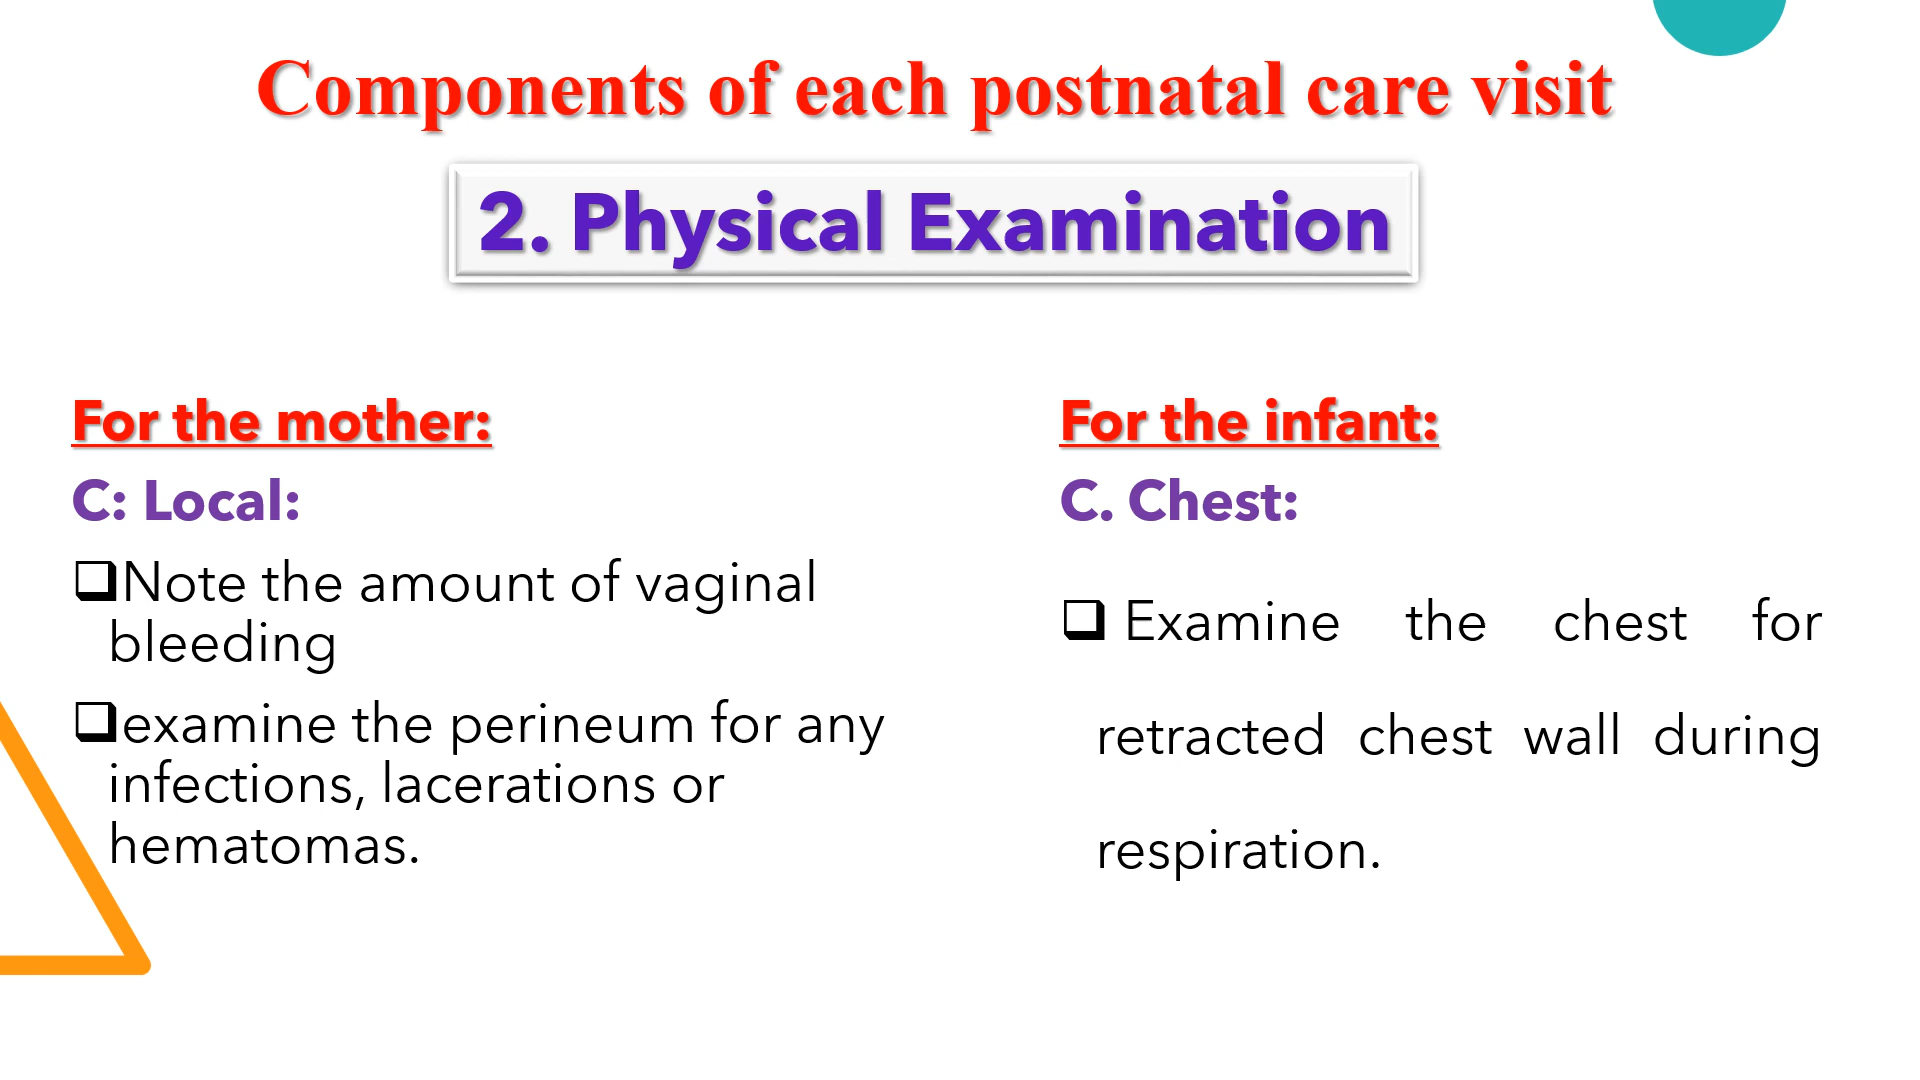 Components of each postnatal care visit
2. Physical Examination
For the mother:
C: Local:
❑Note the amount of vaginal
bleeding
❑examine the perineum for any
infections, lacerations or
hematomas.
For the infant:
C. Chest:
❑ Examine the chest for
retracted chest wall during
respiration.